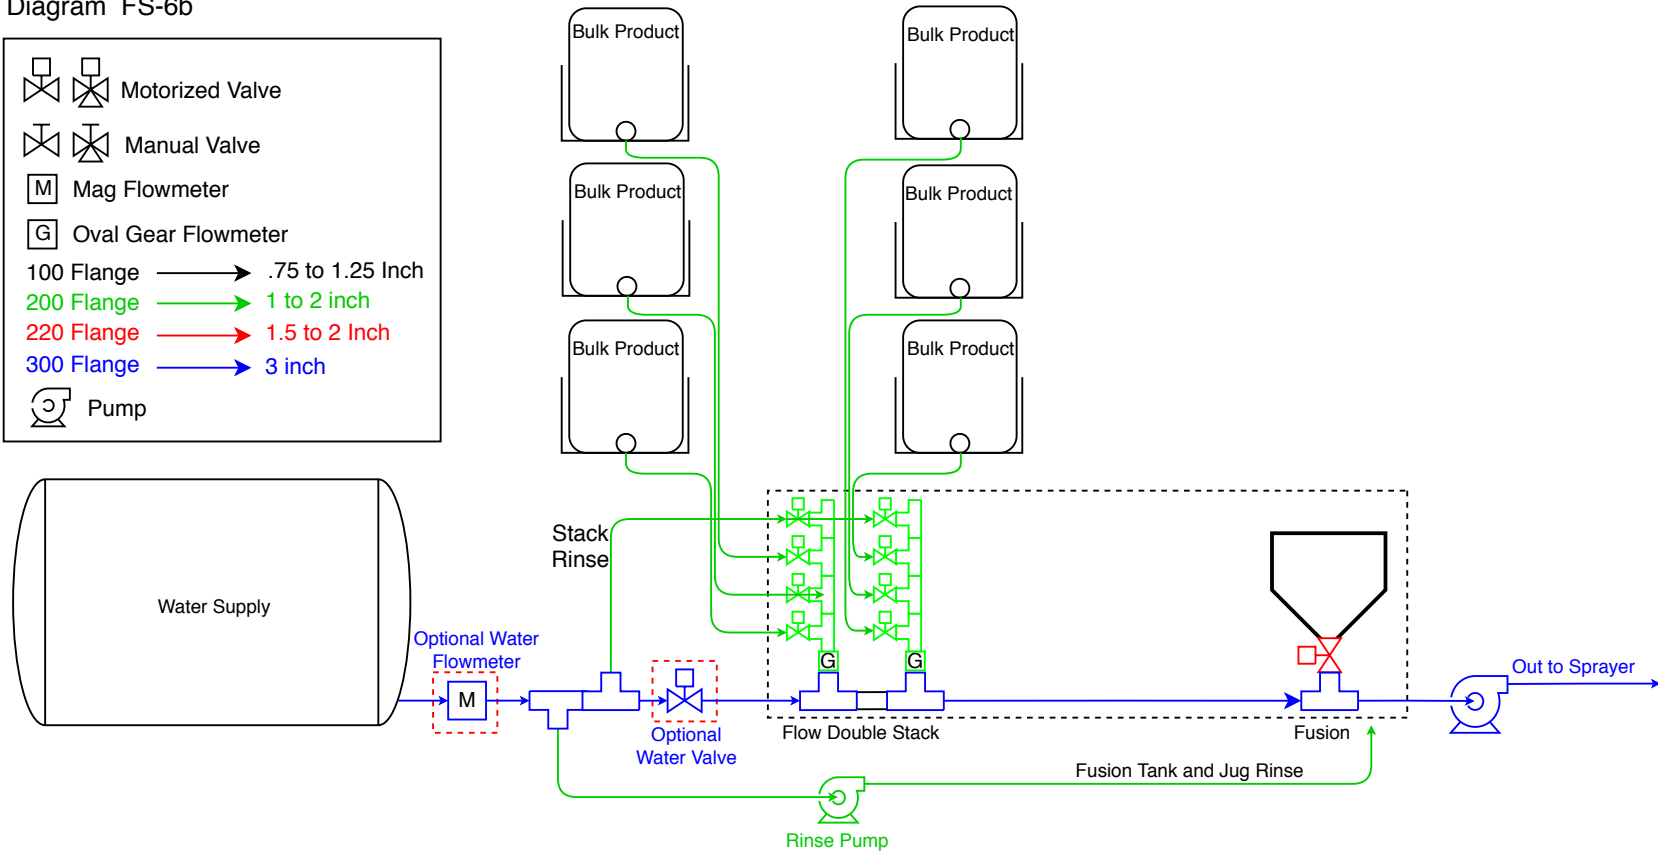 Diagram FS-6b
Motorized Valve
Manual Valve
M Mag Flowmeter
G Oval Gear Flowmeter
100 Flange .75 to 1.25 Inch
200 Flange 1 to 2 inch
220 Flange 1.5 to 2 Inch
300 Flange 3 inch
Pump
Bulk Product
Bulk Product
Bulk Product
Bulk Product
Bulk Product
Bulk Product
Stack
Rinse
Water Supply
Optional Water
Flowmeter
M
G
G
Optional
Water Valve
Flow Double Stack
Fusion
Out to Sprayer
Fusion Tank and Jug Rinse
Rinse Pump